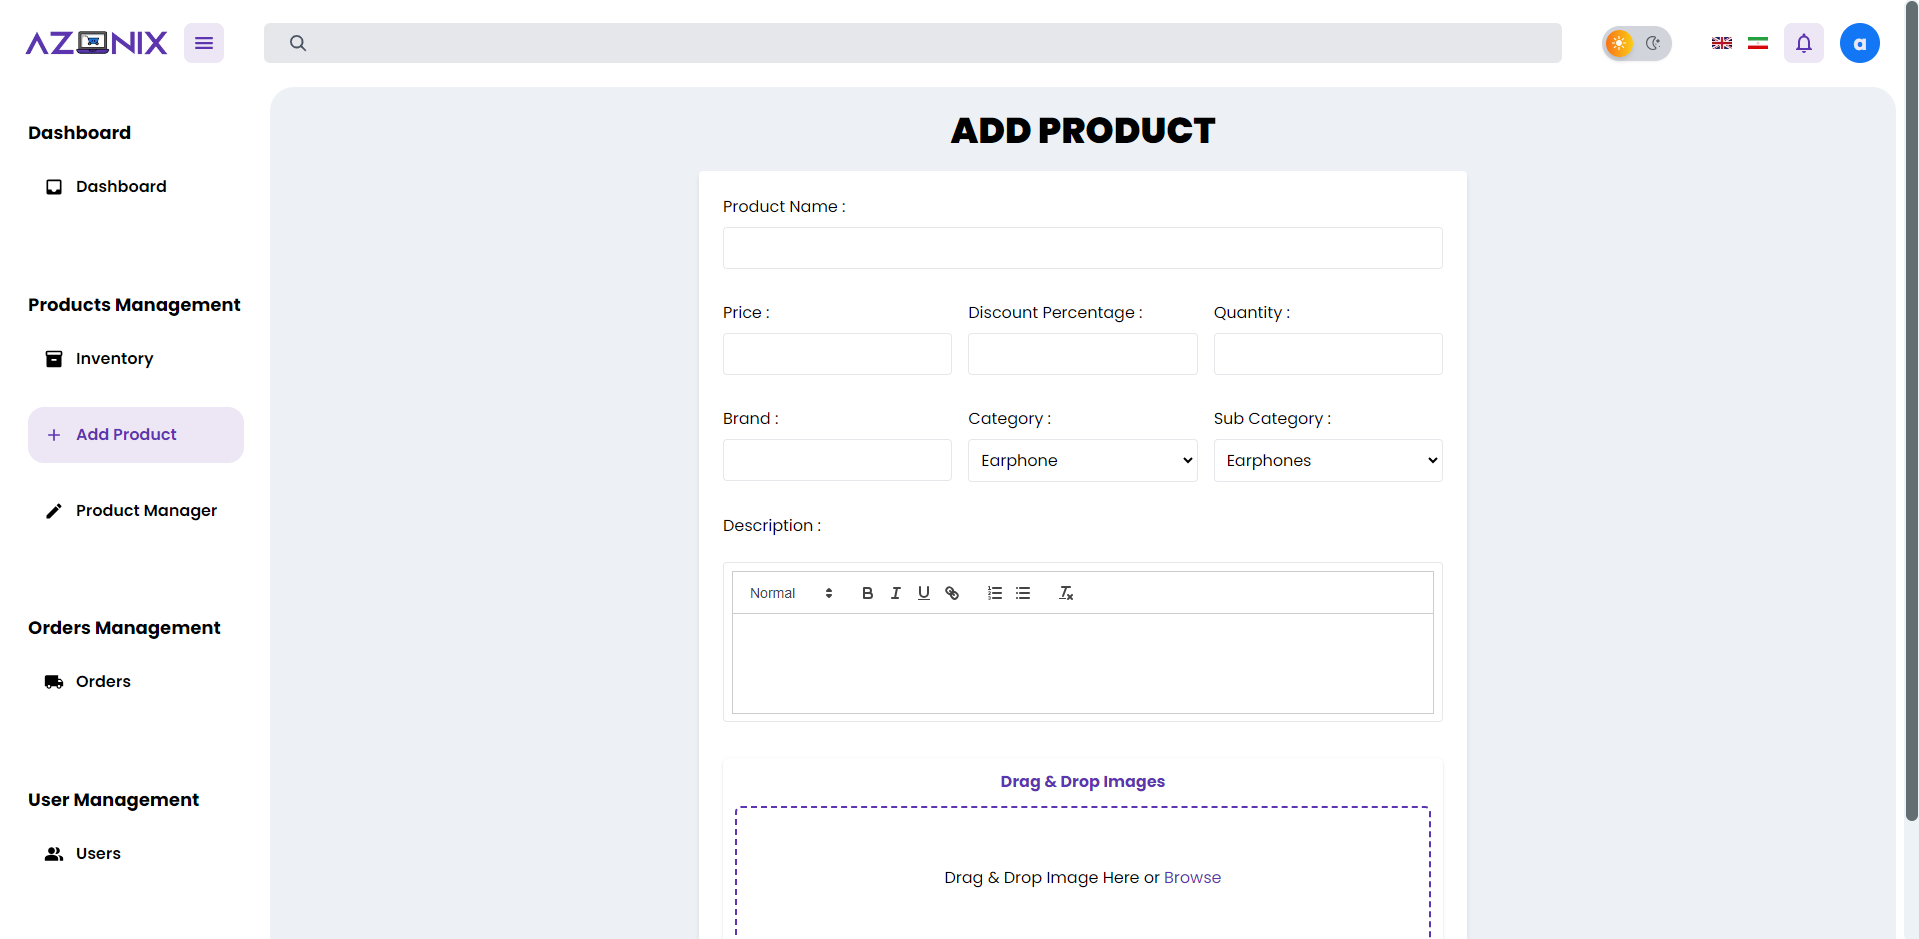 AZONIX
a
Dashboard
Dashboard
Products Management
Inventory
Add Product
Product Manager
Orders Management
Orders
User Management
Users
ADD PRODUCT
Product Name :
Price :
Discount Percentage :
Quantity :
Brand :
Category :
Sub Category :
Earphone
Earphones
Description :
Normal
Drag & Drop Images
Drag & Drop Image Here or Browse